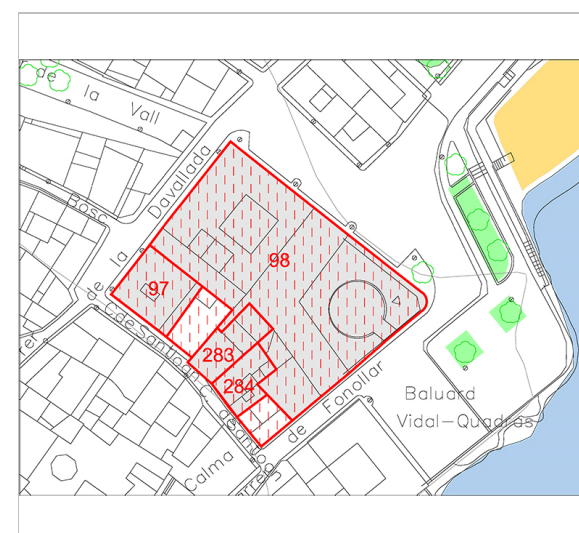 de
la
Vall
Davallada
la
de
Bosc
98
97
283
284
C.de
Santiago
de
Fonollar
Baluard
Vidal-Quadras
Calma